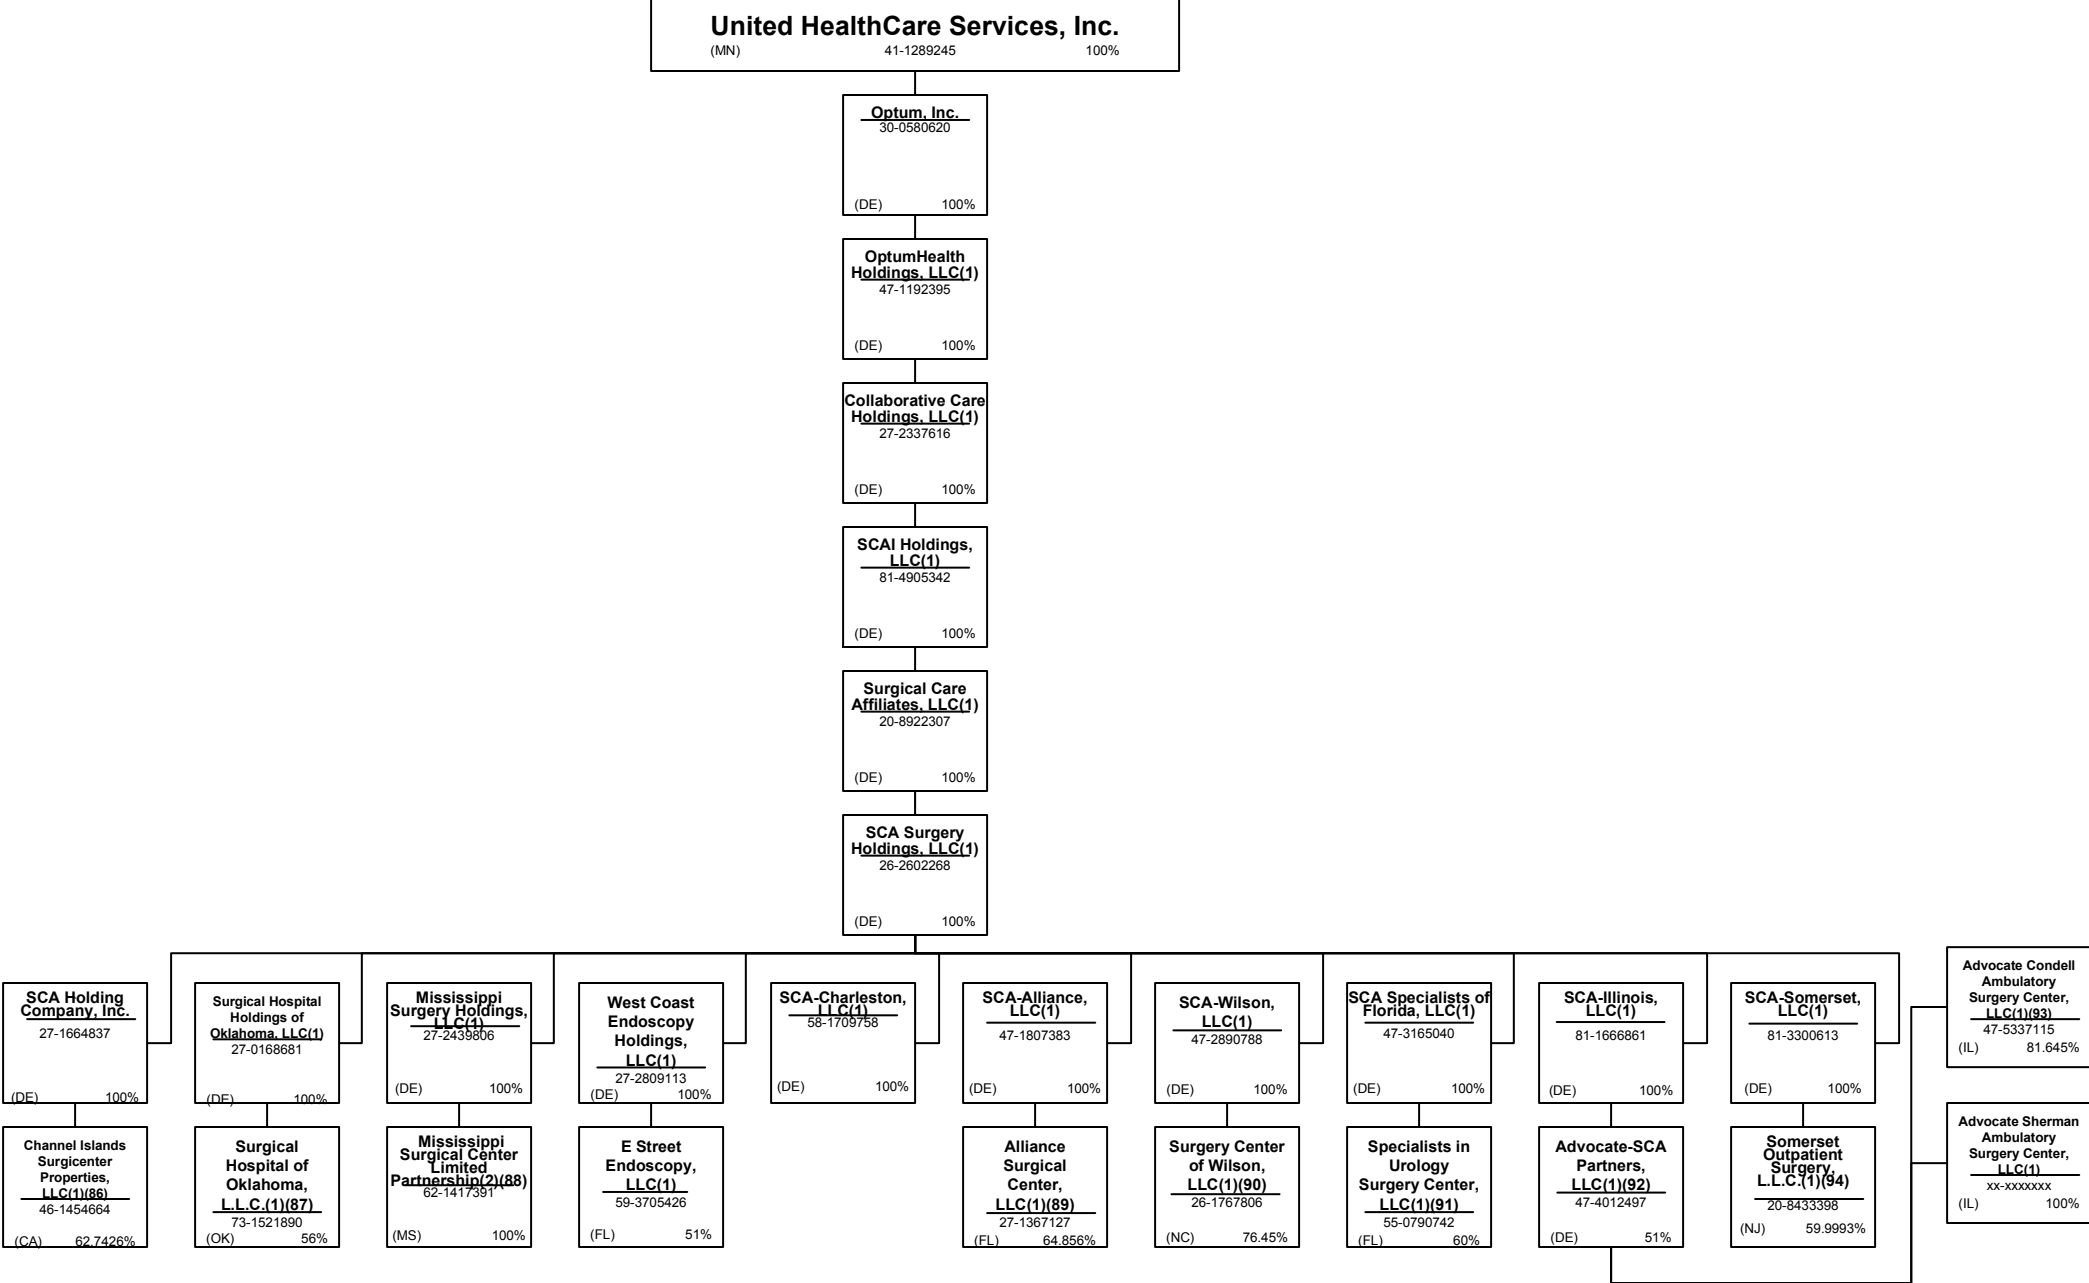 United HealthCare Services, Inc.
(MN) 41-1289245 100%
Optum, Inc.
30-0580620
(DE) 100%
OptumHealth
Holdings, LLC(1)
47-1192395
(DE) 100%
Collaborative Care
Holdings, LLC(1)
27-2337616
(DE) 100%
SCAI Holdings,
LLC(1)
81-4905342
(DE) 100%
Surgical Care
Affiliates, LLC(1)
20-8922307
(DE) 100%
SCA Surgery
Holdings, LLC(1)
26-2602268
(DE) 100%
SCA Holding
Company, Inc.
27-1664837
(DE) 100%
Surgical Hospital
Holdings of
Oklahoma, LLC(1)
27-0168681
(DE) 100%
Mississippi
Surgery Holdings,
LLC(1)
27-2439806
(DE) 100%
West Coast
Endoscopy
Holdings,
LLC(1)
27-2809113
(DE) 100%
SCA-Charleston,
LLC(1)
58-1709758
(DE) 100%
SCA-Alliance,
LLC(1)
47-1807383
(DE) 100%
SCA-Wilson,
LLC(1)
47-2890788
(DE) 100%
SCA Specialists of
Florida, LLC(1)
47-3165040
(DE) 100%
SCA-Illinois,
LLC(1)
81-1666861
(DE) 100%
SCA-Somerset,
LLC(1)
81-3300613
(DE) 100%
Advocate Condell
Ambulatory
Surgery Center,
LLC(1)(93)
47-5337115
(IL) 81.645%
Channel Islands
Surgicenter
Properties,
LLC(1)(86)
46-1454664
(CA) 62.7426%
Surgical
Hospital of
Oklahoma,
L.L.C.(1)(87)
73-1521890
(OK) 56%
Mississippi
Surgical Center
Limited
Partnership(2)(88)
62-1417391
(MS) 100%
E Street
Endoscopy,
LLC(1)
59-3705426
(FL) 51%
Alliance
Surgical
Center,
LLC(1)(89)
27-1367127
(FL) 64.856%
Surgery Center
of Wilson,
LLC(1)(90)
26-1767806
(NC) 76.45%
Specialists in
Urology
Surgery Center,
LLC(1)(91)
55-0790742
(FL) 60%
Advocate-SCA
Partners,
LLC(1)(92)
47-4012497
(DE) 51%
Somerset
Outpatient
Surgery,
L.L.C.(1)(94)
20-8433398
(NJ) 59.9993%
Advocate Sherman
Ambulatory
Surgery Center,
LLC(1)
xx-xxxxxxx
(IL) 100%